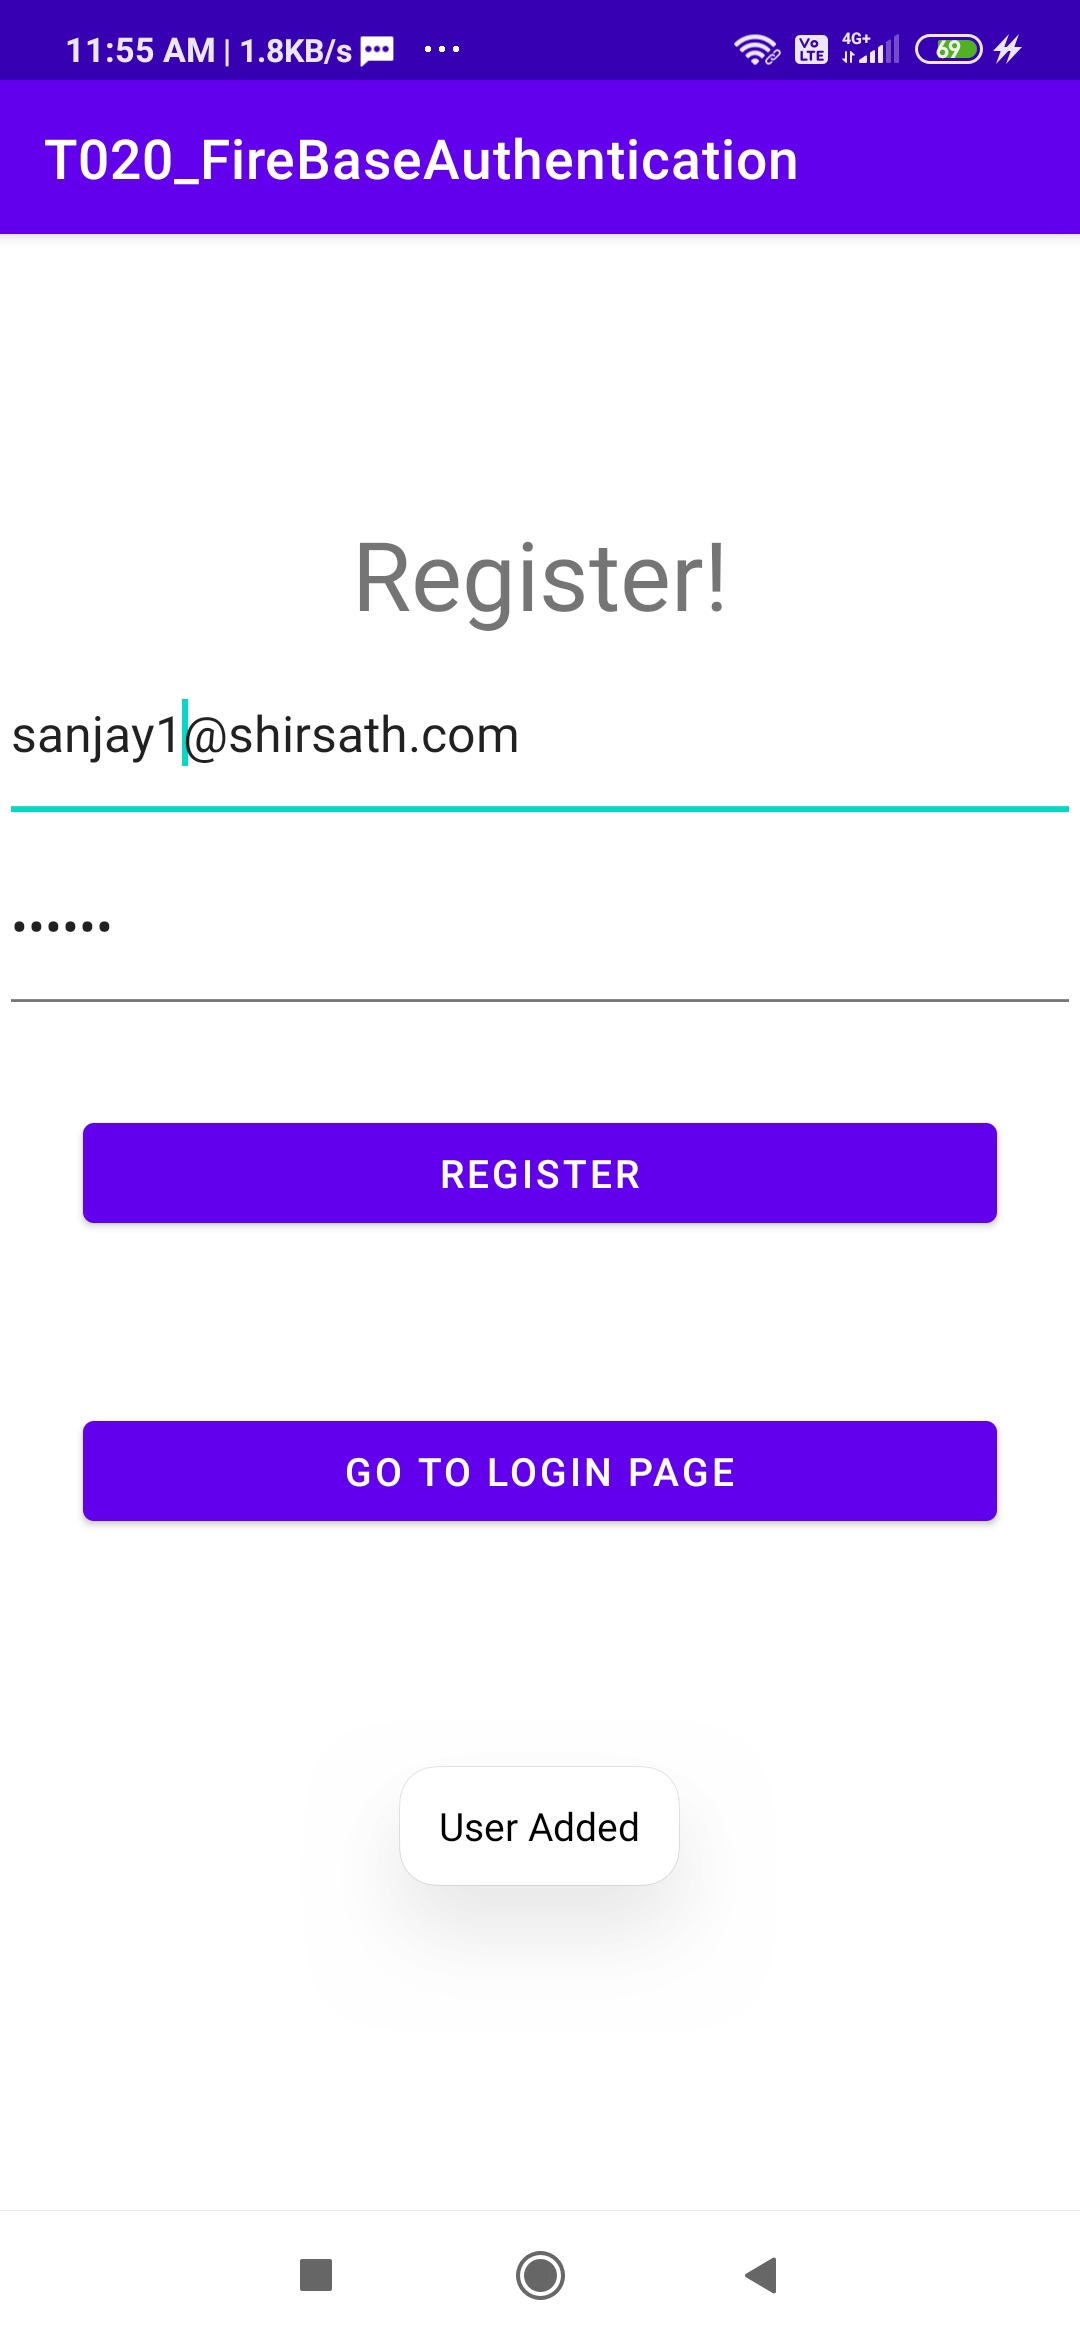 11:55 AM | 1.8KB/s ... Vo LTE 4G+ 69
T020_FireBaseAuthentication
Register!
sanjay1@shirsath.com
••••••
REGISTER
GO TO LOGIN PAGE
User Added